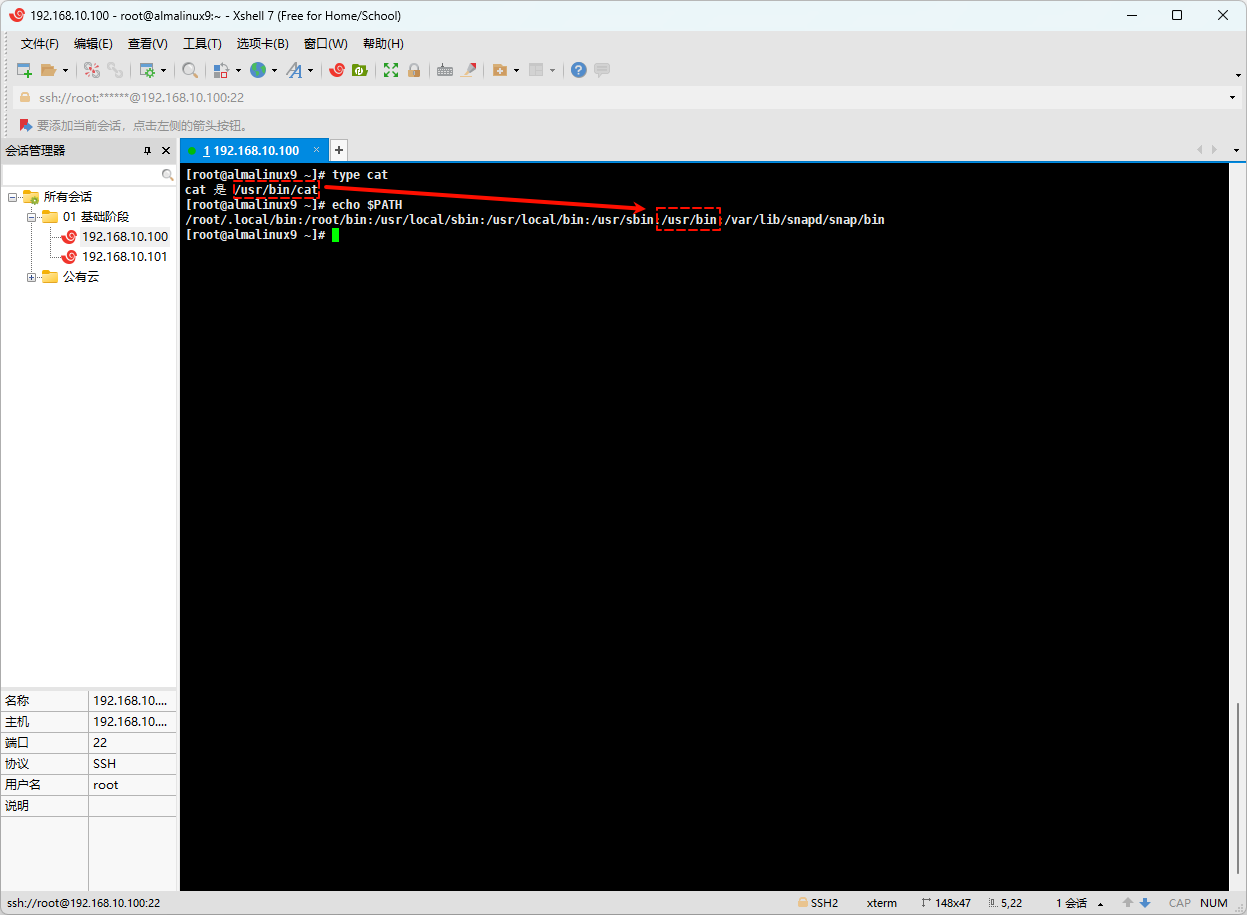 192.168.10.100 - root@almalinux9:~ - Xshell 7 (Free for Home/School)
文件(F) 编辑(E) 查看(V) 工具(T) 选项卡(B) 窗口(W) 帮助(H)
ssh://root:******@192.168.10.100:22
要添加当前会话，点击左侧的箭头按钮。
会话管理器
1 192.168.10.100
所有会话
01 基础阶段
192.168.10.100
192.168.10.101
公有云
[root@almalinux9 ~]# type cat
cat 是 /usr/bin/cat
[root@almalinux9 ~]# echo $PATH
/root/.local/bin:/root/bin:/usr/local/sbin:/usr/local/bin:/usr/sbin:/usr/bin:/var/lib/snapd/snap/bin
[root@almalinux9 ~]#
名称 192.168.10....
主机 192.168.10....
端口 22
协议 SSH
用户名 root
说明
ssh://root@192.168.10.100:22 SSH2 xterm 148x47 5,22 1 会话 CAP NUM